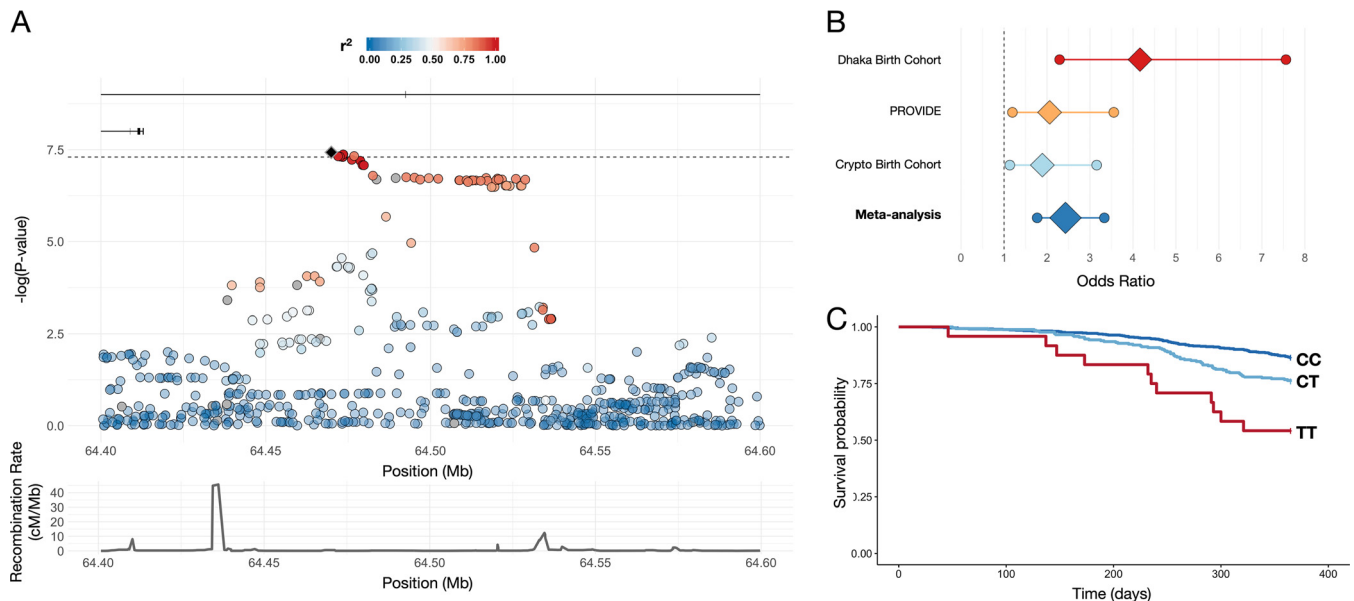 A
r²
0.00 0.25 0.50 0.75 1.00
7.5
5.0
2.5
0.0
-log(P-value)
64.40 64.45 64.50 64.55 64.60
Position (Mb)
Recombination Rate
(cM/Mb)
40
30
20
10
0
64.40 64.45 64.50 64.55 64.60
Position (Mb)
B
Dhaka Birth Cohort
PROVIDE
Crypto Birth Cohort
Meta-analysis
0 1 2 3 4 5 6 7 8
Odds Ratio
C
Survival probability
1.00
0.75
0.50
0.25
0.00
CC
CT
TT
0 100 200 300 400
Time (days)